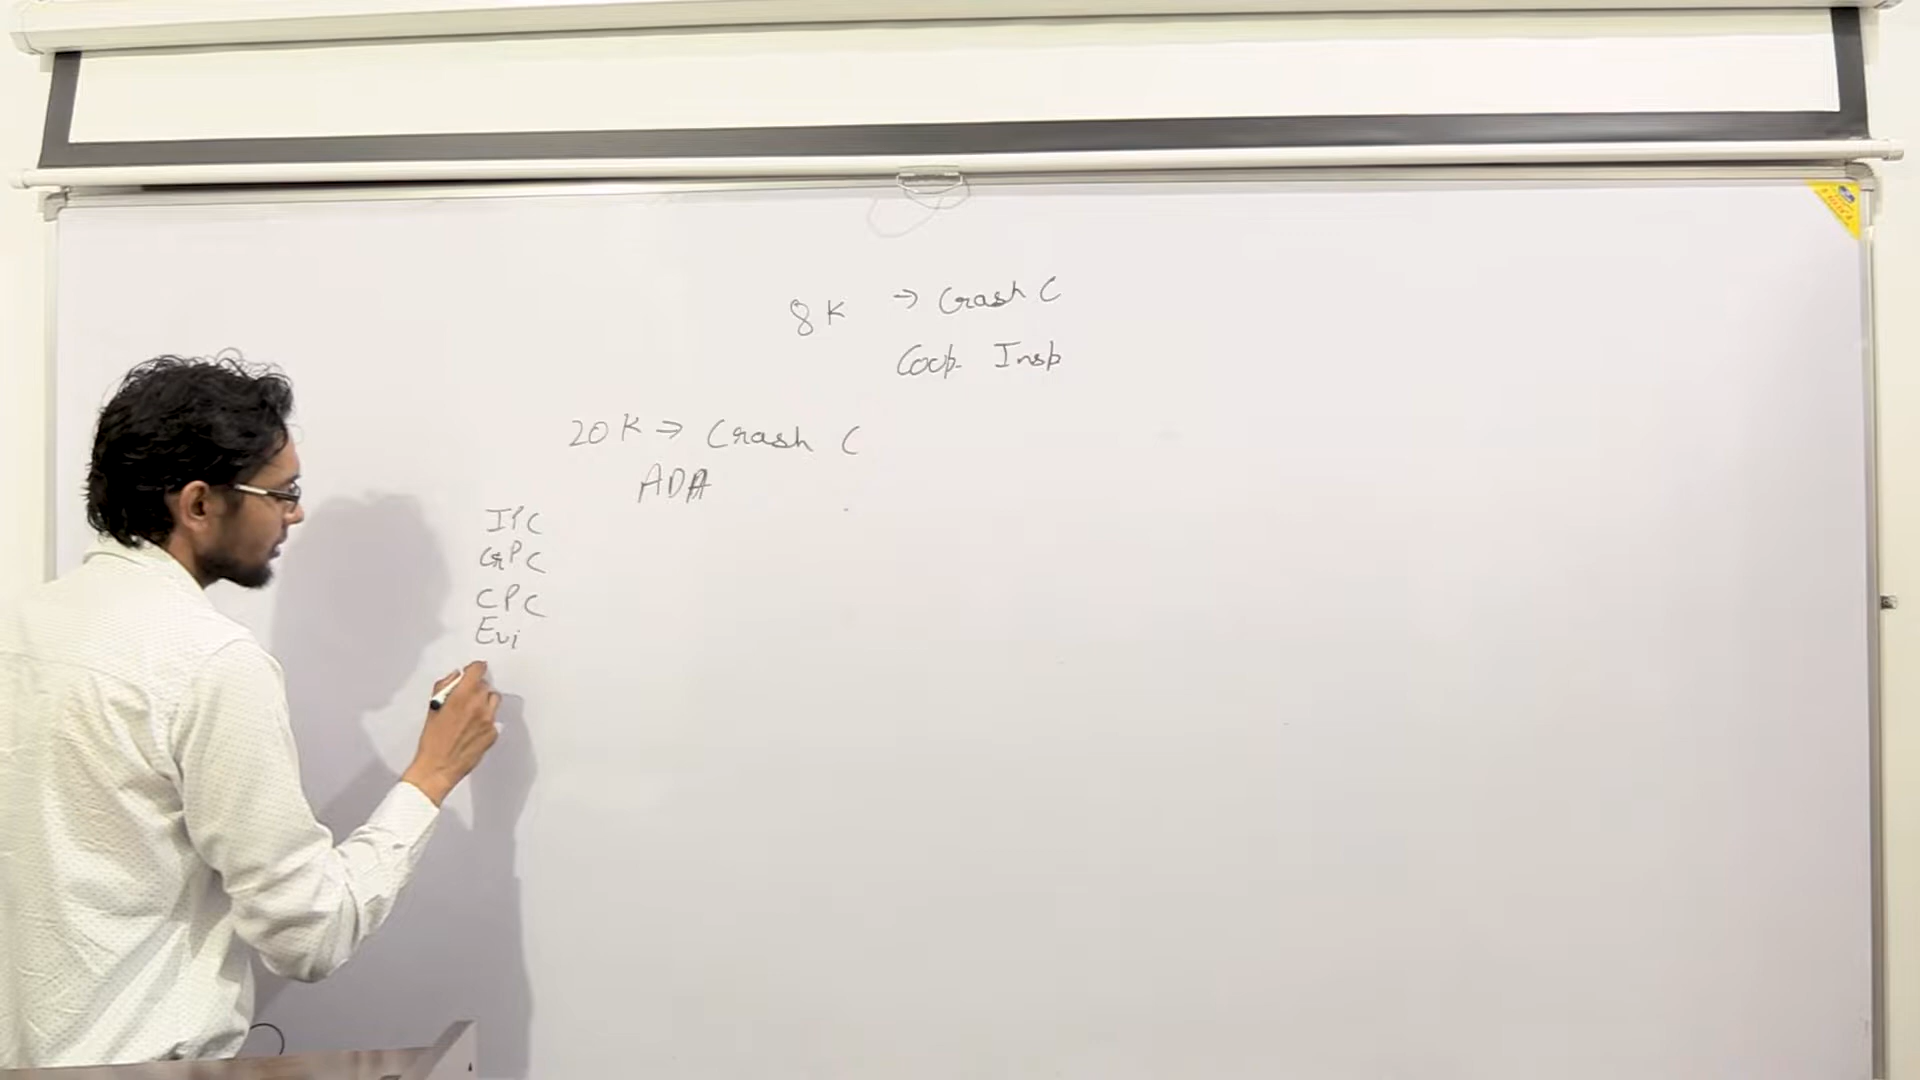 8K → Crash C
Coop. Insp
20K → Crash C
ADA
IPC
CrPC
CPC
Evi